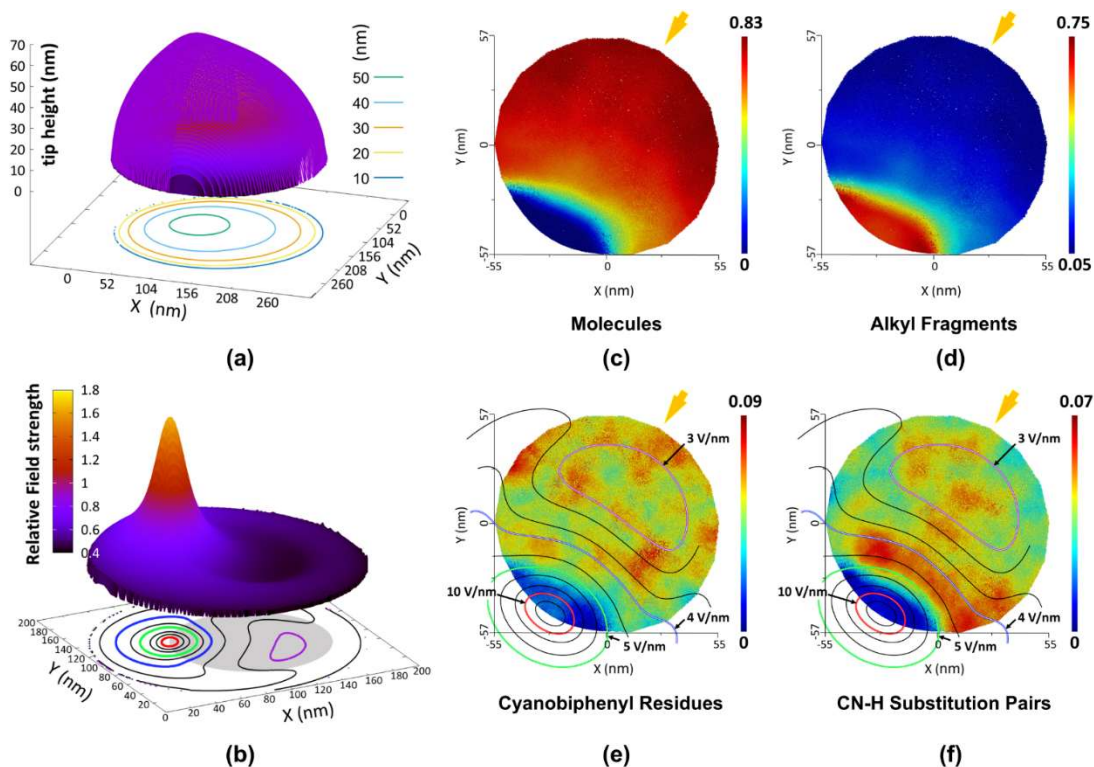 70
60
50
40
30
20
10
0
tip height (nm)
(nm)
50
40
30
20
10
0
52
104
156
208
260
X (nm)
0
52
104
156
208
260
Y (nm)
(a)
57
0
-57
Y (nm)
-55
0
55
X (nm)
0.83
0
Molecules
(c)
57
0
-57
Y (nm)
-55
0
55
X (nm)
0.75
0.05
Alkyl Fragments
(d)
Relative Field strength
1.8
1.6
1.4
1.2
1
0.8
0.6
0.4
200
180
160
140
120
100
80
60
40
20
0
Y (nm)
0
20
40
60
80
100
120
140
160
180
200
X (nm)
(b)
57
0
-57
Y (nm)
-55
0
55
X (nm)
3 V/nm
10 V/nm
4 V/nm
5 V/nm
0.09
0
Cyanobiphenyl Residues
(e)
57
0
-57
Y (nm)
-55
0
55
X (nm)
3 V/nm
10 V/nm
4 V/nm
5 V/nm
0.07
0
CN-H Substitution Pairs
(f)